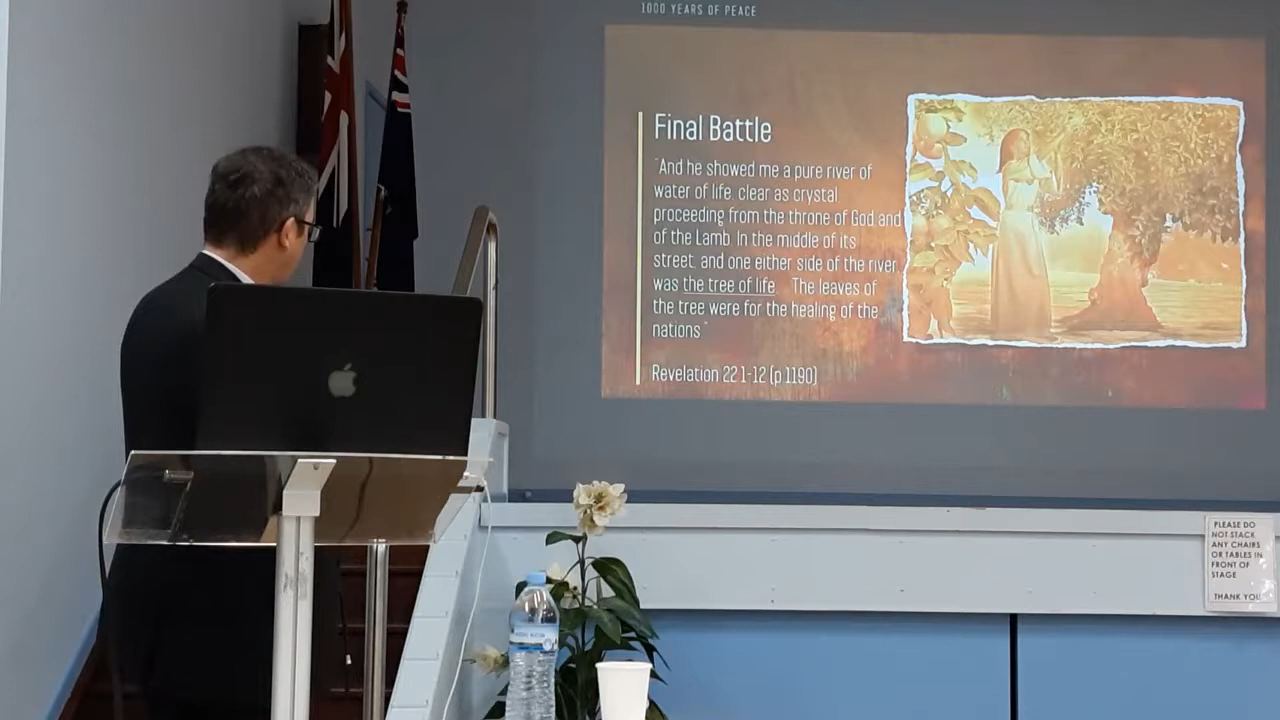 1000 YEARS OF PEACE
Final Battle
"And he showed me a pure river of
water of life, clear as crystal,
proceeding from the throne of God and
of the Lamb. In the middle of its
street, and one either side of the river,
was the tree of life. The leaves of
the tree were for the healing of the
nations."
Revelation 22:1-12 (p 1190)
PLEASE DO
NOT STACK
ANY CHAIRS
OR TABLES IN
FRONT OF
STAGE
THANK YOU